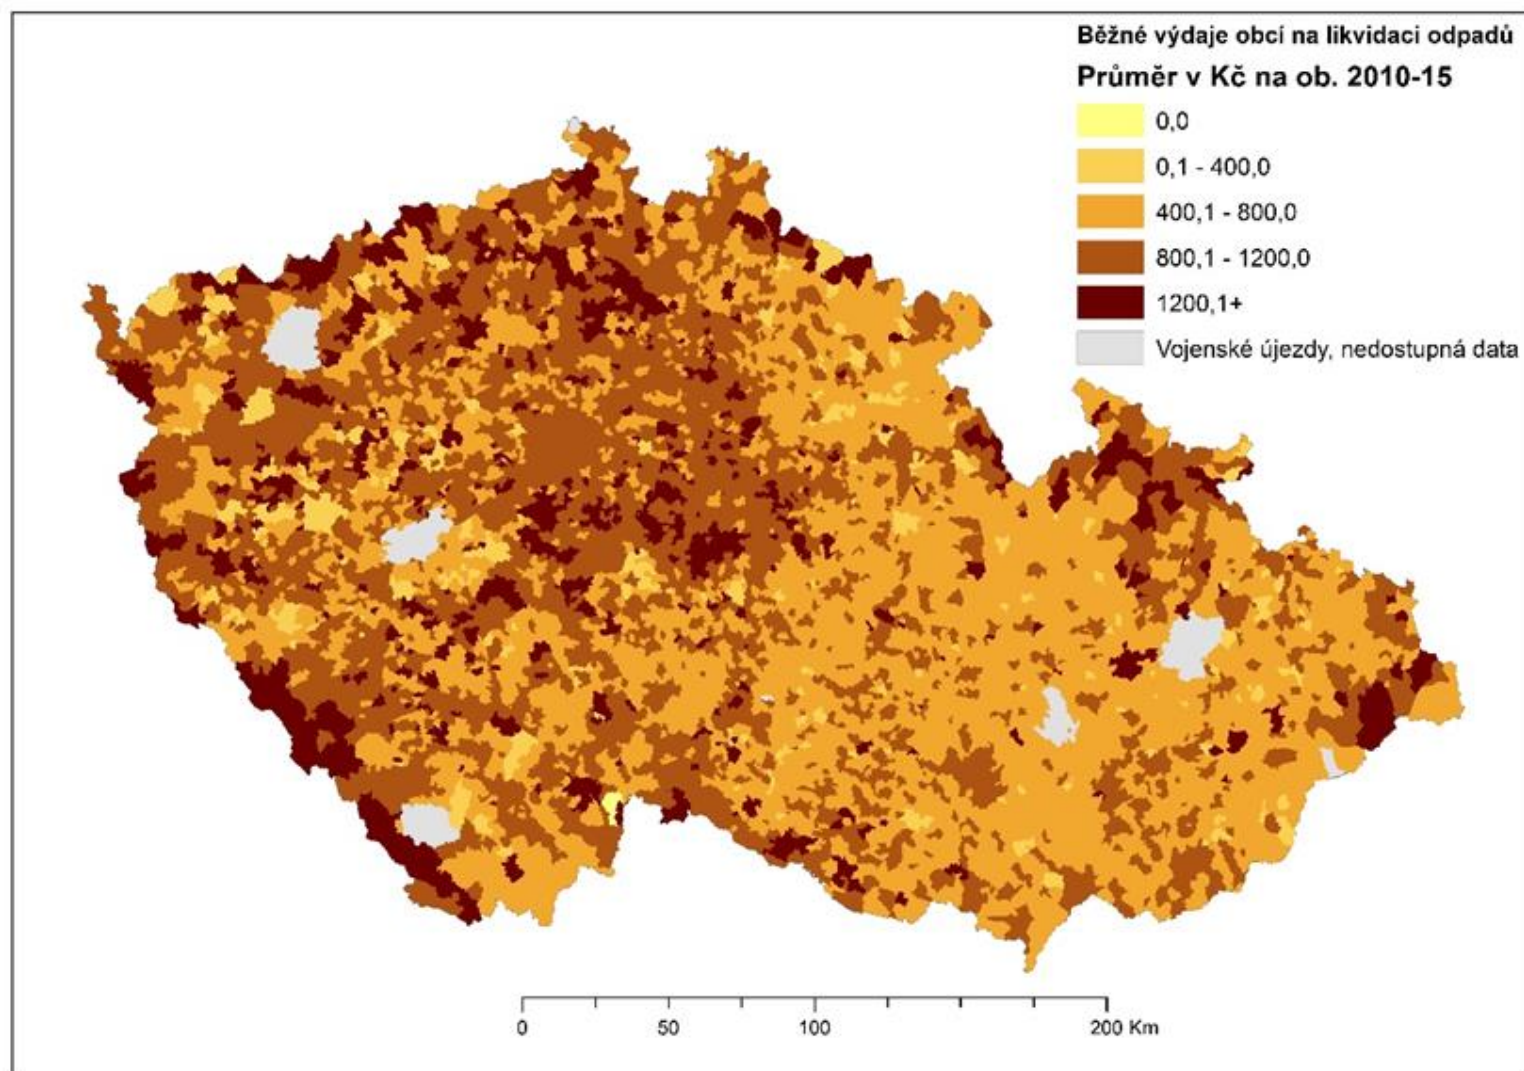 Běžné výdaje obcí na likvidaci odpadů
Průměr v Kč na ob. 2010-15
0,0
0,1 - 400,0
400,1 - 800,0
800,1 - 1200,0
1200,1+
Vojenské újezdy, nedostupná data
0 50 100 200 Km